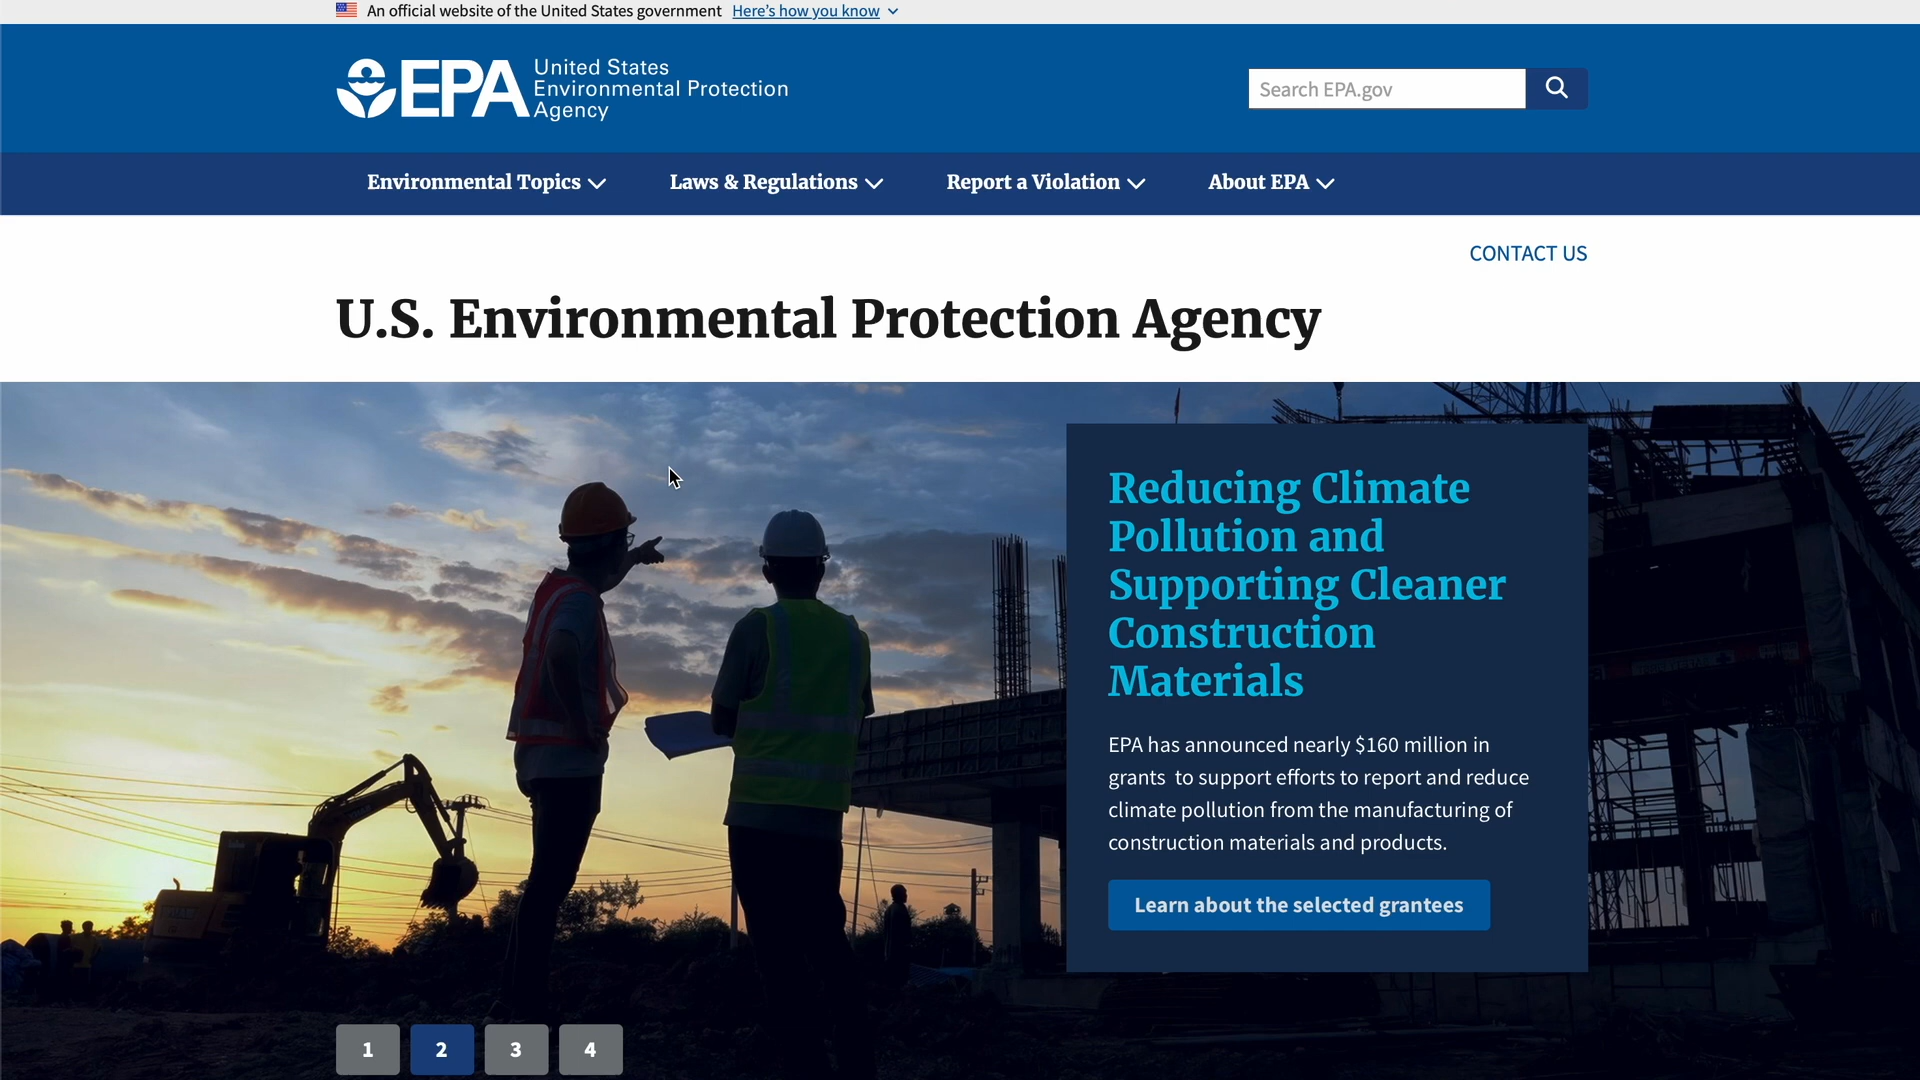 An official website of the United States government Here's how you know
EPA United States
Environmental Protection
Agency
Search EPA.gov
Environmental Topics Laws & Regulations Report a Violation About EPA
CONTACT US
U.S. Environmental Protection Agency
Reducing Climate
Pollution and
Supporting Cleaner
Construction
Materials
EPA has announced nearly $160 million in
grants to support efforts to report and reduce
climate pollution from the manufacturing of
construction materials and products.
Learn about the selected grantees
1 2 3 4